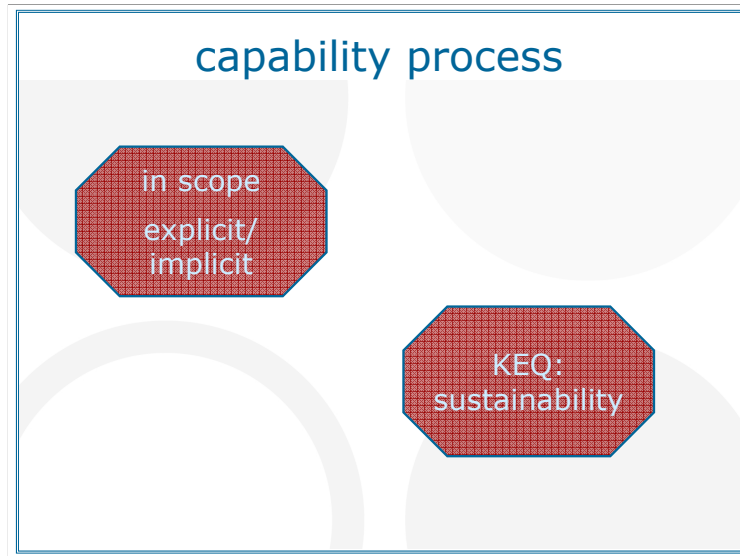 capability process
in scope
explicit/
implicit
KEQ:
sustainability